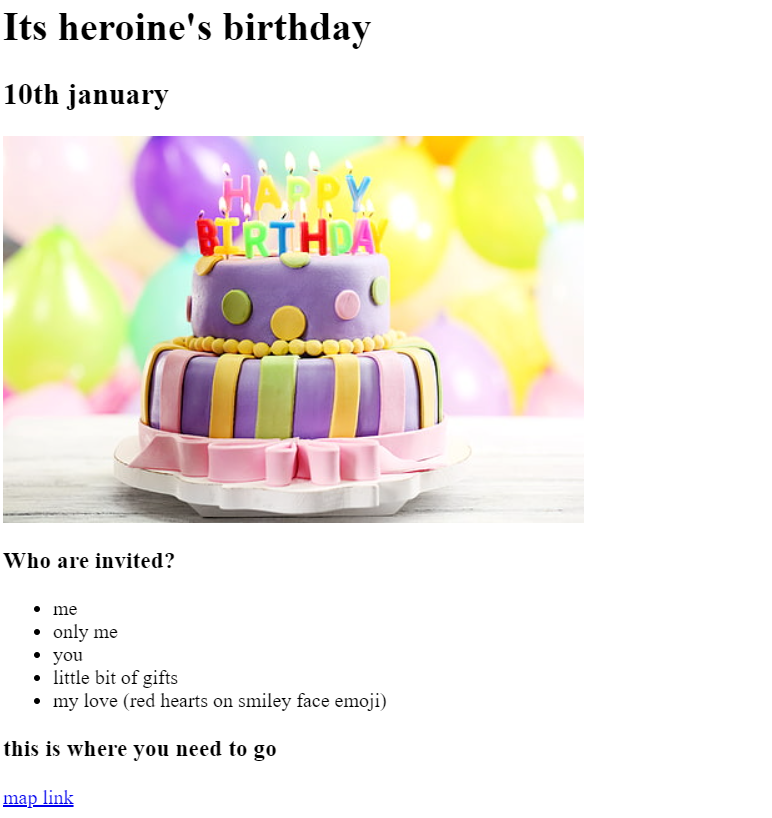 Its heroine's birthday
10th january
HAPPY
BIRTHDAY
Who are invited?
me
only me
you
little bit of gifts
my love (red hearts on smiley face emoji)
this is where you need to go
map link